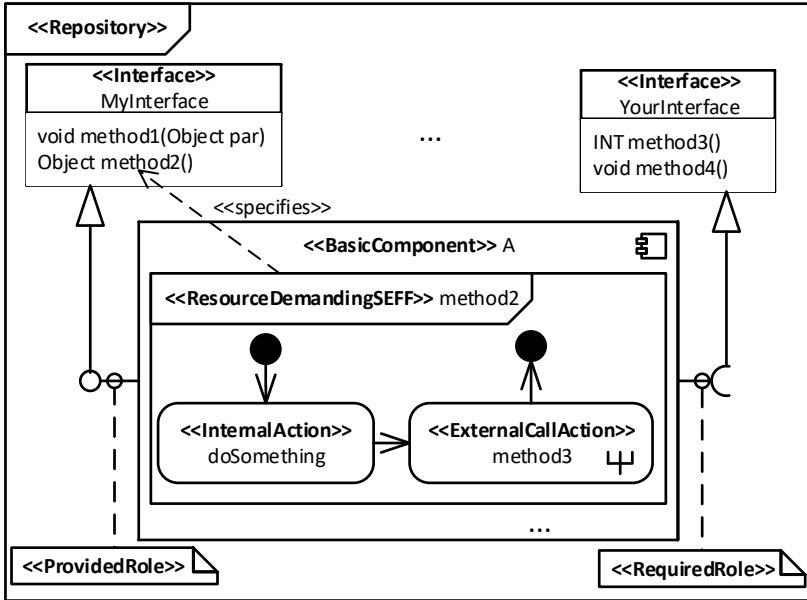 <<Repository>>
<<Interface>>
MyInterface
void method1(Object par)
Object method2()
...
<<Interface>>
YourInterface
INT method3()
void method4()
<<specifies>>
<<BasicComponent>> A
<<ResourceDemandingSEFF>> method2
<<InternalAction>>
doSomething
<<ExternalCallAction>>
method3
...
<<ProvidedRole>>
<<RequiredRole>>